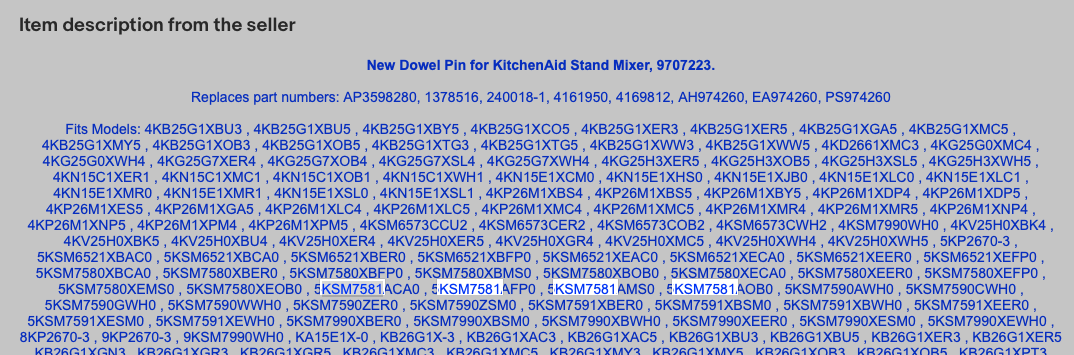 Item description from the seller
New Dowel Pin for KitchenAid Stand Mixer, 9707223.
Replaces part numbers: AP3598280, 1378516, 240018-1, 4161950, 4169812, AH974260, EA974260, PS974260
Fits Models: 4KB25G1XBU3 , 4KB25G1XBU5 , 4KB25G1XBY5 , 4KB25G1XCO5 , 4KB25G1XER3 , 4KB25G1XER5 , 4KB25G1XGA5 , 4KB25G1XMC5 ,
4KB25G1XMY5 , 4KB25G1XOB3 , 4KB25G1XOB5 , 4KB25G1XTG3 , 4KB25G1XTG5 , 4KB25G1XWW3 , 4KB25G1XWW5 , 4KD2661XMC3 , 4KG25G0XMC4 ,
4KG25G0XWH4 , 4KG25G7XER4 , 4KG25G7XOB4 , 4KG25G7XSL4 , 4KG25G7XWH4 , 4KG25H3XER5 , 4KG25H3XOB5 , 4KG25H3XSL5 , 4KG25H3XWH5 ,
4KN15C1XER1 , 4KN15C1XMC1 , 4KN15C1XOB1 , 4KN15C1XWH1 , 4KN15E1XCM0 , 4KN15E1XHS0 , 4KN15E1XJB0 , 4KN15E1XLC0 , 4KN15E1XLC1 ,
4KN15E1XMR0 , 4KN15E1XMR1 , 4KN15E1XSL0 , 4KN15E1XSL1 , 4KP26M1XBS4 , 4KP26M1XBS5 , 4KP26M1XBY5 , 4KP26M1XDP4 , 4KP26M1XDP5 ,
4KP26M1XES5 , 4KP26M1XGA5 , 4KP26M1XLC4 , 4KP26M1XLC5 , 4KP26M1XMC4 , 4KP26M1XMC5 , 4KP26M1XMR4 , 4KP26M1XMR5 , 4KP26M1XNP4 ,
4KP26M1XNP5 , 4KP26M1XPM4 , 4KP26M1XPM5 , 4KSM6573CCU2 , 4KSM6573CER2 , 4KSM6573COB2 , 4KSM6573CWH2 , 4KSM7990WH0 , 4KV25H0XBK4 ,
4KV25H0XBK5 , 4KV25H0XBU4 , 4KV25H0XER4 , 4KV25H0XER5 , 4KV25H0XGR4 , 4KV25H0XMC5 , 4KV25H0XWH4 , 4KV25H0XWH5 , 5KP2670-3 ,
5KSM6521XBAC0 , 5KSM6521XBCA0 , 5KSM6521XBER0 , 5KSM6521XBFP0 , 5KSM6521XEAC0 , 5KSM6521XECA0 , 5KSM6521XEER0 , 5KSM6521XEFP0 ,
5KSM7580XBCA0 , 5KSM7580XBER0 , 5KSM7580XBFP0 , 5KSM7580XBMS0 , 5KSM7580XBOB0 , 5KSM7580XECA0 , 5KSM7580XEER0 , 5KSM7580XEFP0 ,
5KSM7580XEMS0 , 5KSM7580XEOB0 , 5KSM7581ACA0 , 5KSM7581AFP0 , 5KSM7581AMS0 , 5KSM7581AOB0 , 5KSM7590AWH0 , 5KSM7590CWH0 ,
5KSM7590GWH0 , 5KSM7590WWH0 , 5KSM7590ZER0 , 5KSM7590ZSM0 , 5KSM7591XBER0 , 5KSM7591XBSM0 , 5KSM7591XBWH0 , 5KSM7591XEER0 ,
5KSM7591XESM0 , 5KSM7591XEWH0 , 5KSM7990XBER0 , 5KSM7990XBSM0 , 5KSM7990XBWH0 , 5KSM7990XEER0 , 5KSM7990XESM0 , 5KSM7990XEWH0 ,
8KP2670-3 , 9KP2670-3 , 9KSM7990WH0 , KA15E1X-0 , KB26G1X-3 , KB26G1XAC3 , KB26G1XAC5 , KB26G1XBU3 , KB26G1XBU5 , KB26G1XER3 , KB26G1XER5
KB26G1XGN3 , KB26G1XGR3 , KB26G1XGR5 , KB26G1XMC3 , KB26G1XMC5 , KB26G1XMY3 , KB26G1XMY5 , KB26G1XOB3 , KB26G1XOB5 , KB26G1XPT3